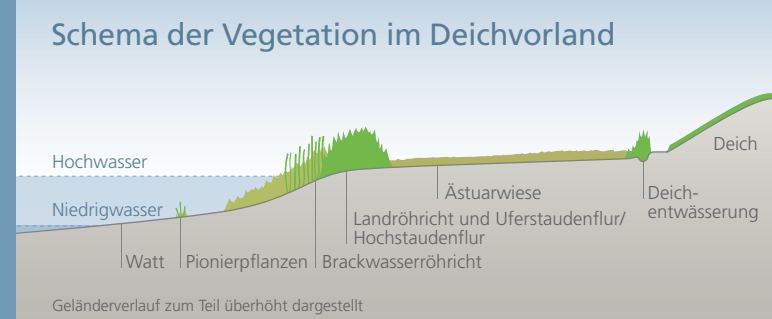 Schema der Vegetation im Deichvorland
Hochwasser
Niedrigwasser
Deich
Ästuarwiese
Deich-
entwässerung
Landröhricht und Uferstaudenflur/
Hochstaudenflur
Watt
Pionierpflanzen
Brackwasserröhricht
Geländerverlauf zum Teil überhöht dargestellt